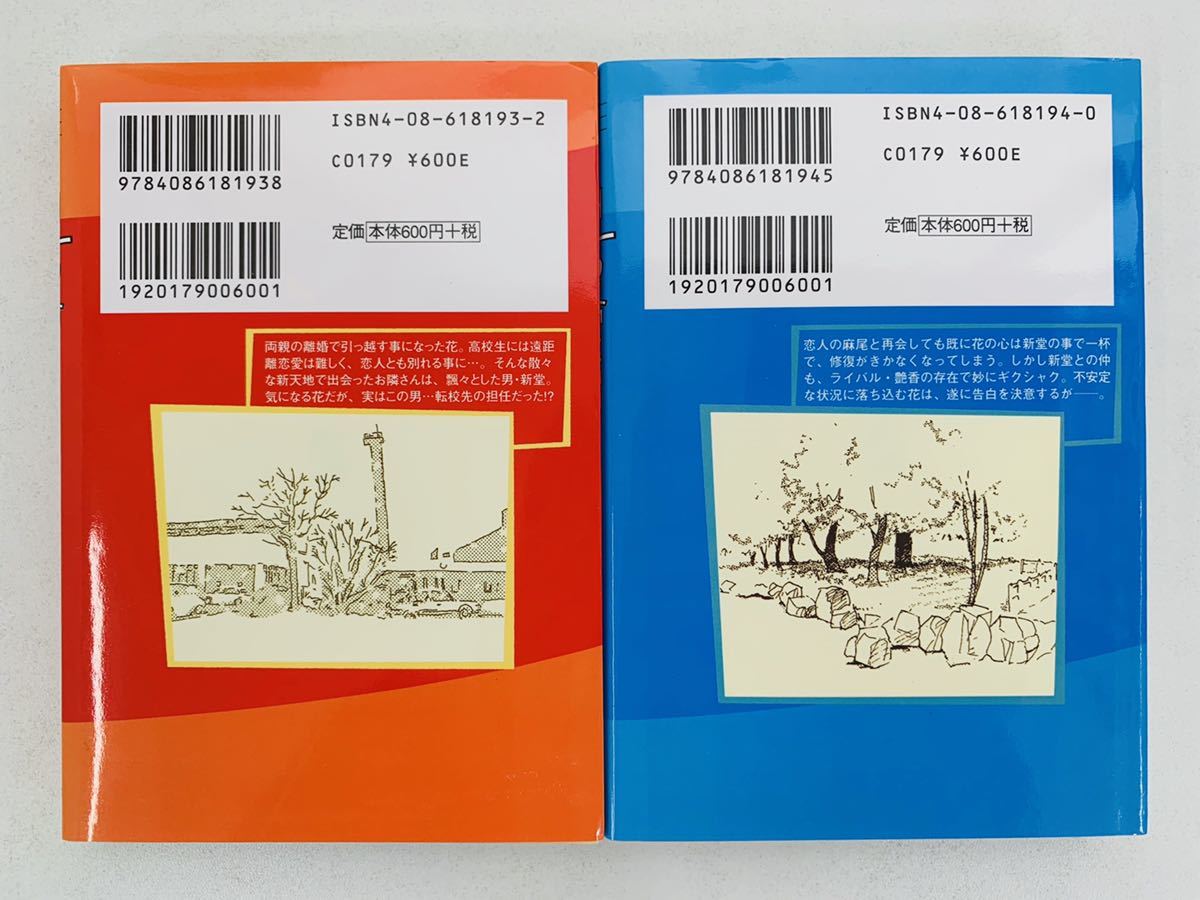 ISBN4-08-618193-2
C0179 ¥600E
9784086181938
定価 本体600円+税
1920179006001
両親の離婚で引っ越す事になった花。高校生には遠距
離恋愛は難しく、恋人とも別れる事に…。そんな散々
な新天地で出会ったお隣さんは、飄々とした男・新堂。
気になる花だが、実はこの男…転校先の担任だった!?
ISBN4-08-618194-0
C0179 ¥600E
9784086181945
定価 本体600円+税
1920179006001
恋人の麻尾と再会しても既に花の心は新堂の事で一杯
で、修復がきかなくなってしまう。しかし新堂との仲
も、ライバル・艶香の存在で妙にギクシャク。不安定
な状況に落ち込む花は、遂に告白を決意するが──。